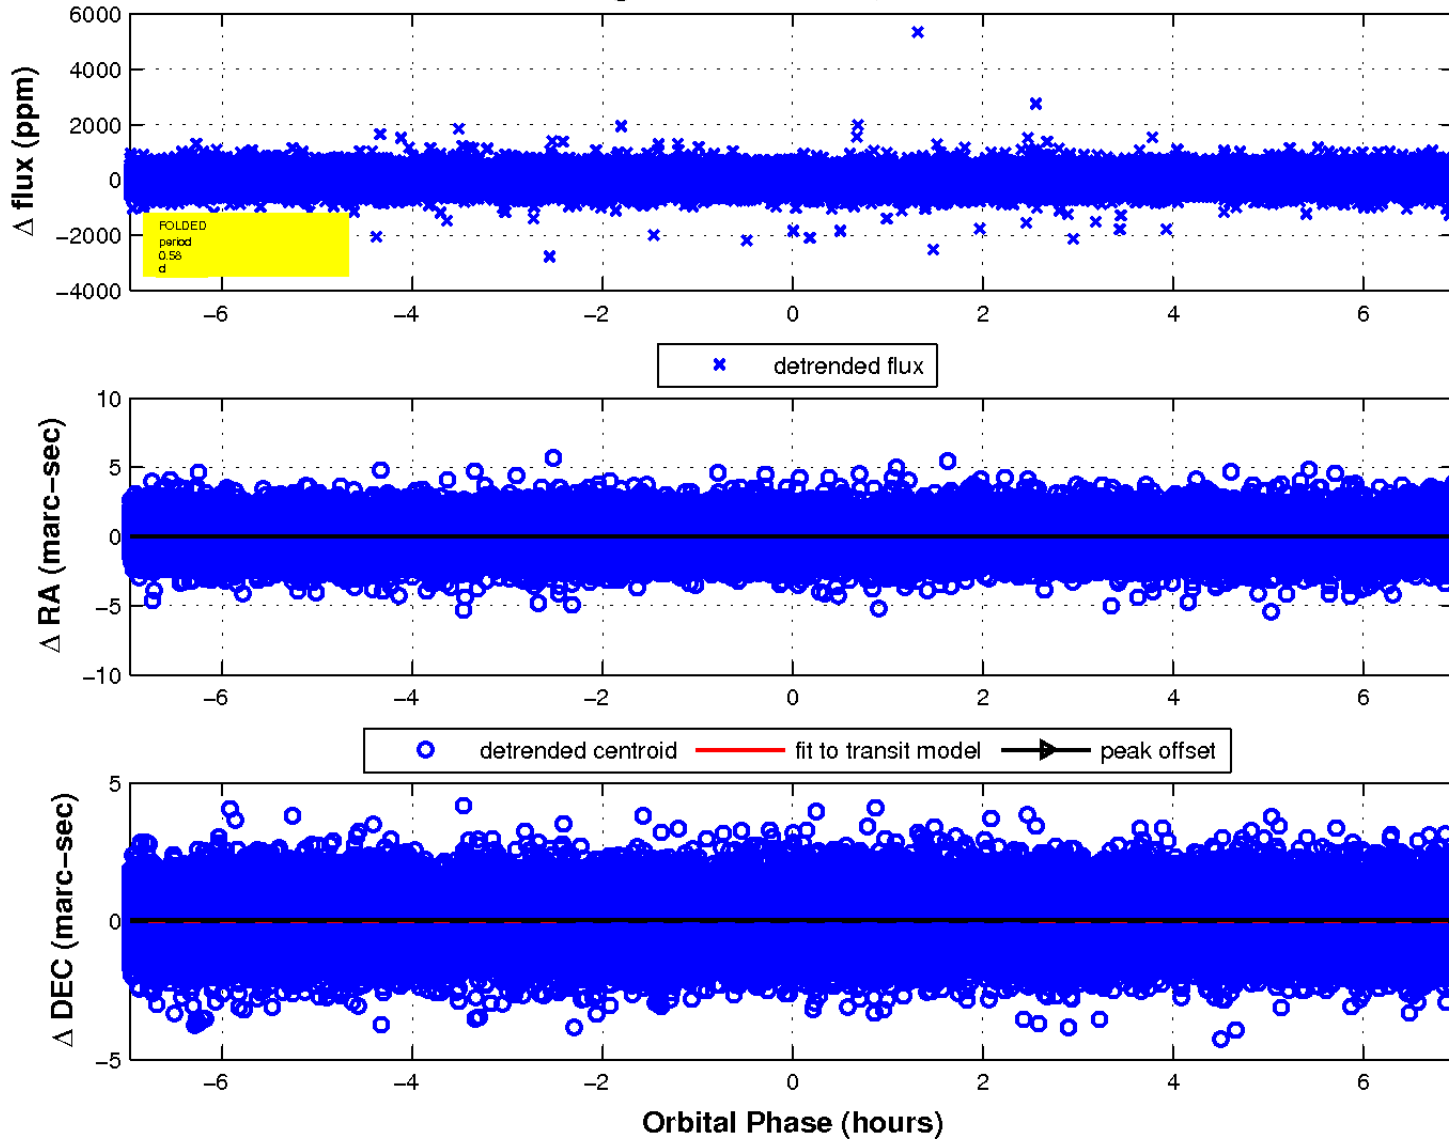 6000
4000
2000
0
−2000
−4000
Δ flux (ppm)
FOLDED
period
0.58
d
−6 −4 −2 0 2 4 6
detrended flux
10
5
0
−5
−10
Δ RA (marc−sec)
−6 −4 −2 0 2 4 6
detrended centroid fit to transit model peak offset
5
0
−5
Δ DEC (marc−sec)
−6 −4 −2 0 2 4 6
Orbital Phase (hours)